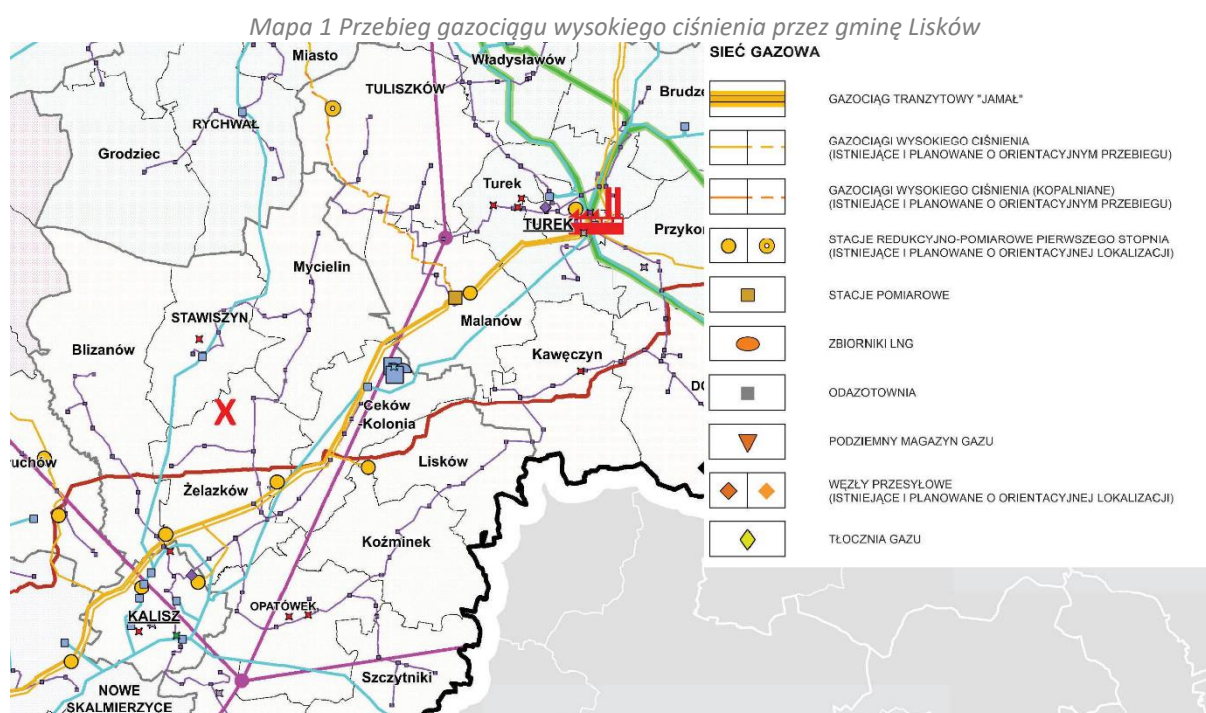 Mapa 1 Przebieg gazociągu wysokiego ciśnienia przez gminę Lisków
Miasto
Władysławów
TULISZKÓW
RYCHWAŁ
Grodziec
Turek
TUREK
Mycielin
STAWISZYN
Malanów
Blizanów
Kawęczyn
X
Ceków
-Kolonia
Lisków
Żelazków
Koźminek
OPATÓWEK
KALISZ
Szczytniki
NOWE
SKALMIERZYCE
SIEĆ GAZOWA
GAZOCIĄG TRANZYTOWY "JAMAŁ"
GAZOCIĄGI WYSOKIEGO CIŚNIENIA
(ISTNIEJĄCE I PLANOWANE O ORIENTACYJNYM PRZEBIEGU)
GAZOCIĄGI WYSOKIEGO CIŚNIENIA (KOPALNIANE)
(ISTNIEJĄCE I PLANOWANE O ORIENTACYJNYM PRZEBIEGU)
STACJE REDUKCYJNO-POMIAROWE PIERWSZEGO STOPNIA
(ISTNIEJĄCE I PLANOWANE O ORIENTACYJNEJ LOKALIZACJI)
STACJE POMIAROWE
ZBIORNIKI LNG
ODAZOTOWNIA
PODZIEMNY MAGAZYN GAZU
WĘZŁY PRZESYŁOWE
(ISTNIEJĄCE I PLANOWANE O ORIENTACYJNEJ LOKALIZACJI)
TŁOCZNIA GAZU